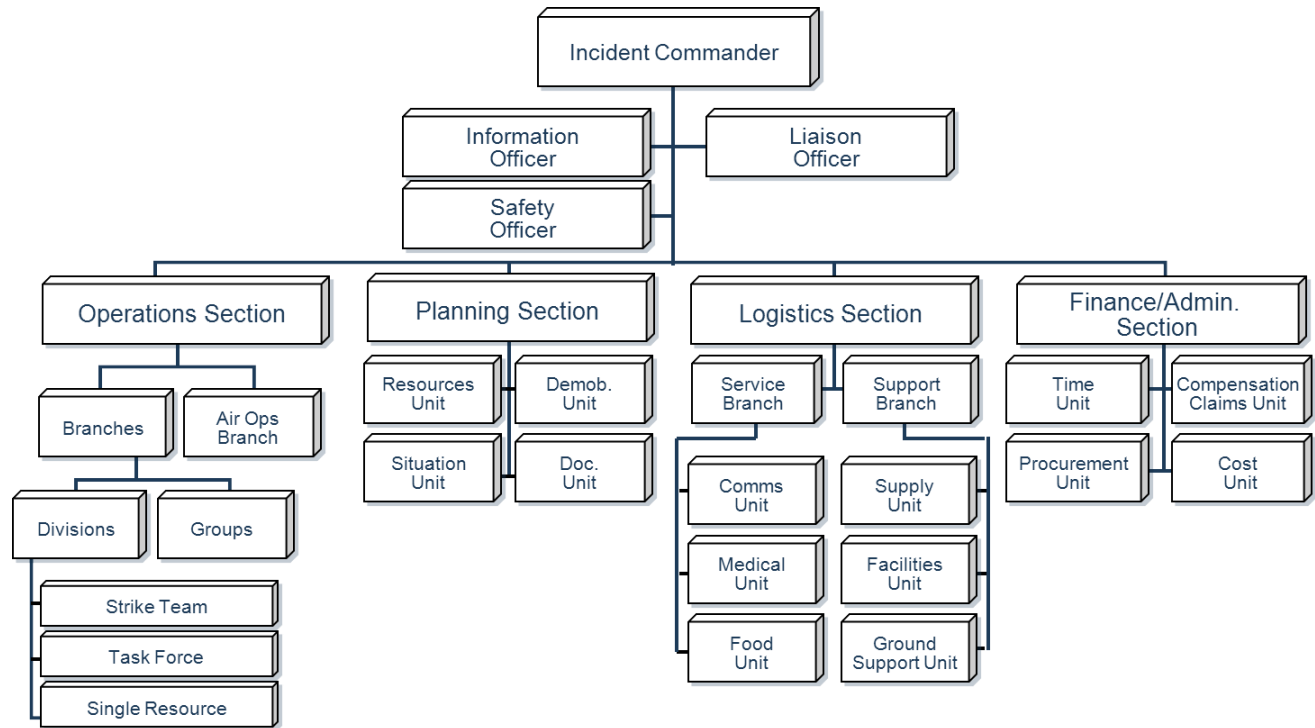 Incident Commander
Information
Officer
Liaison
Officer
Safety
Officer
Operations Section
Planning Section
Logistics Section
Finance/Admin.
Section
Branches
Air Ops
Branch
Divisions
Groups
Strike Team
Task Force
Single Resource
Resources
Unit
Demob.
Unit
Situation
Unit
Doc.
Unit
Service
Branch
Support
Branch
Comms
Unit
Supply
Unit
Medical
Unit
Facilities
Unit
Food
Unit
Ground
Support Unit
Time
Unit
Compensation
Claims Unit
Procurement
Unit
Cost
Unit